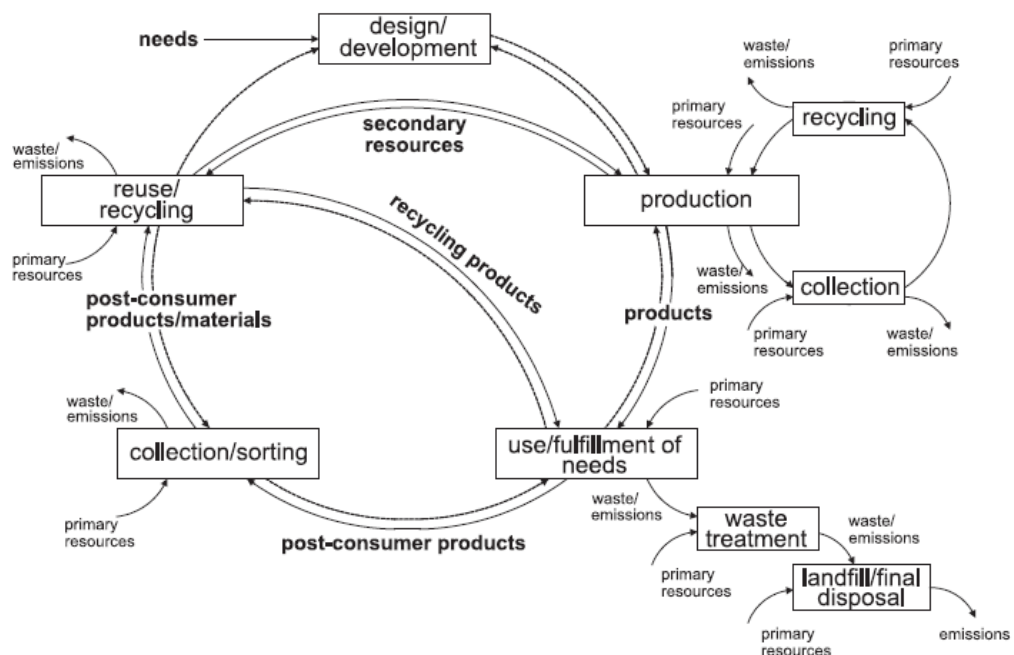 needs
design/
development
waste/
emissions
primary
resources
primary
resources
recycling
secondary
resources
waste/
emissions
reuse/
recycling
production
recycling products
primary
resources
waste/
emissions
collection
post-consumer
products/materials
products
primary
resources
waste/
emissions
primary
resources
waste/
emissions
collection/sorting
use/fulfillment of
needs
primary
resources
waste/
emissions
post-consumer products
waste
treatment
waste/
emissions
primary
resources
landfill/final
disposal
primary
resources
emissions